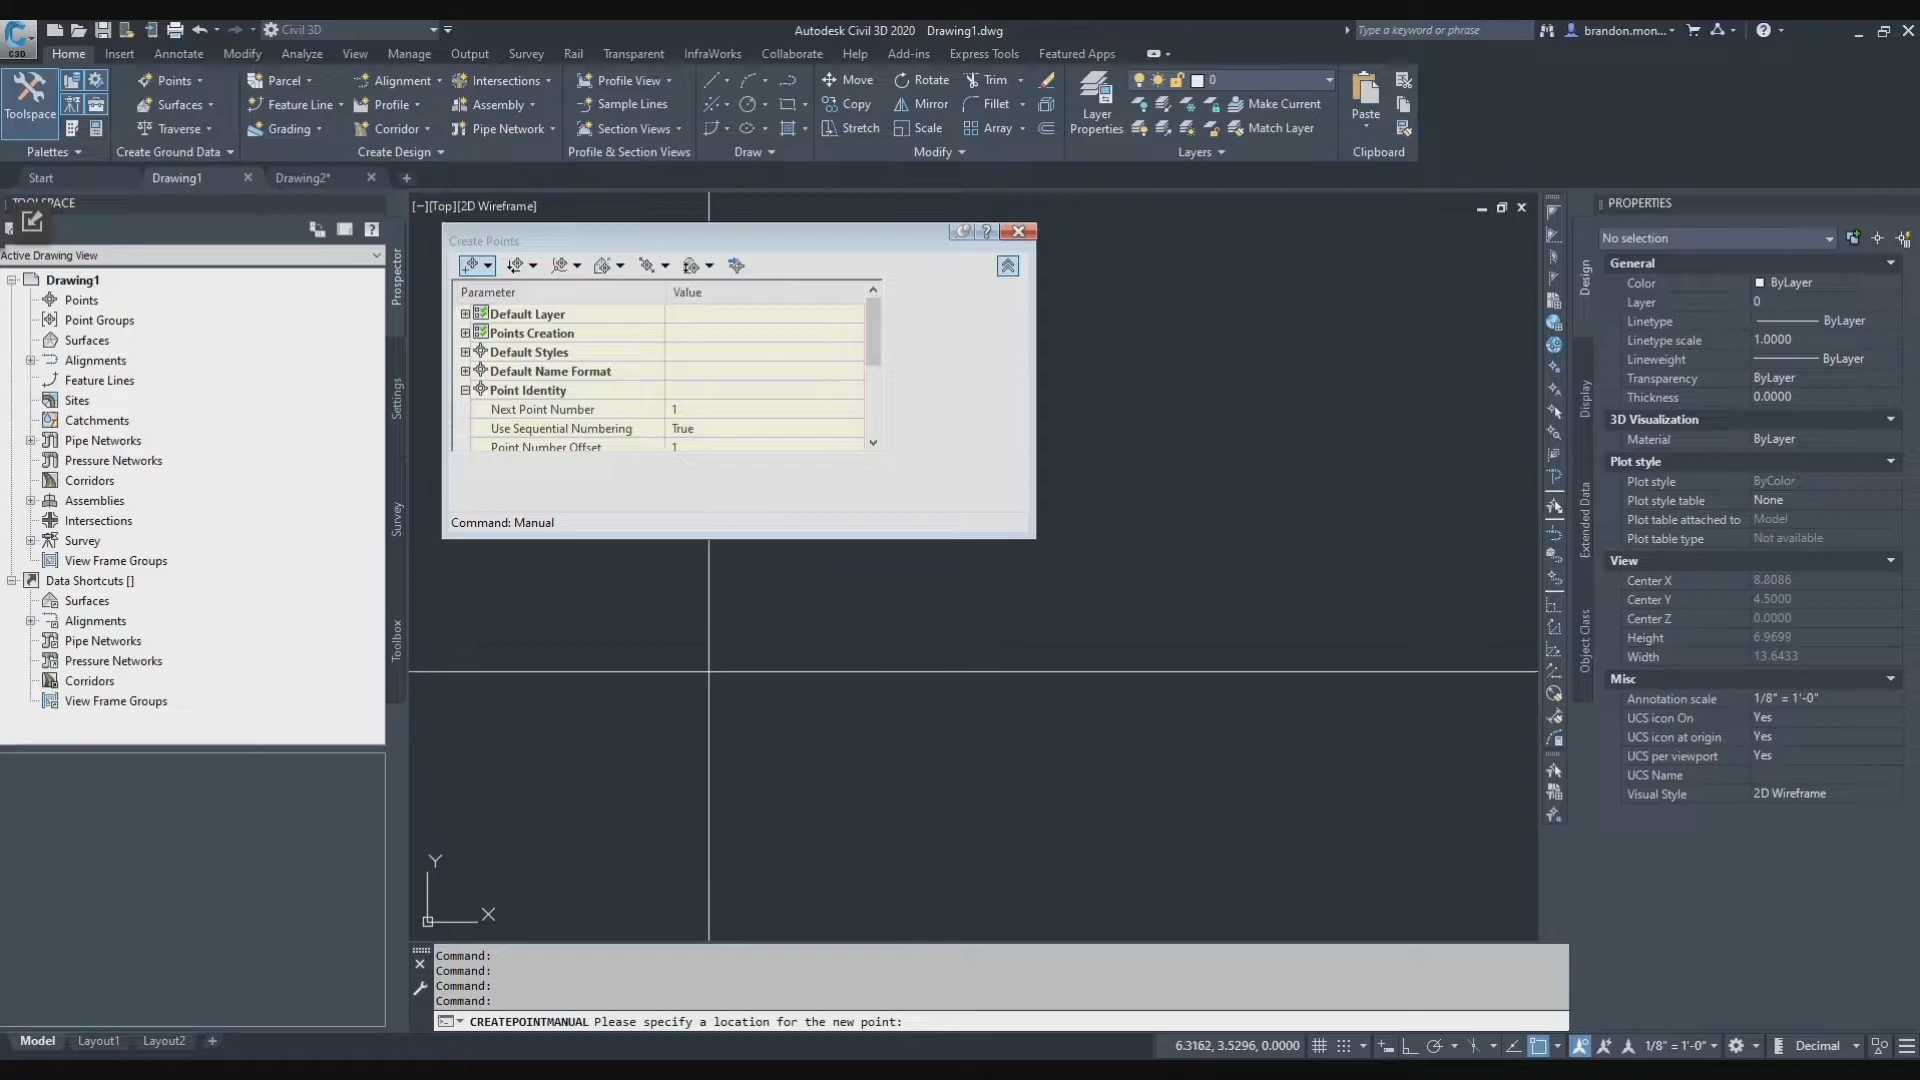 Civil 3D
Autodesk Civil 3D 2020 Drawing1.dwg
Type a keyword or phrase
brandon.mon...
C3D
Home Insert Annotate Modify Analyze View Manage Output Survey Rail Transparent InfraWorks Collaborate Help Add-ins Express Tools Featured Apps
Points Parcel Alignment Intersections Profile View Move Rotate Trim 0
Toolspace Surfaces Feature Line Profile Assembly Sample Lines Copy Mirror Fillet Layer Properties Make Current Paste
Traverse Grading Corridor Pipe Network Section Views Stretch Scale Array Match Layer
Palettes Create Ground Data Create Design Profile & Section Views Draw Modify Layers Clipboard
Start Drawing1 Drawing2*
TOOLSPACE
Active Drawing View
Drawing1
Points
Point Groups
Surfaces
Alignments
Feature Lines
Sites
Catchments
Pipe Networks
Pressure Networks
Corridors
Assemblies
Intersections
Survey
View Frame Groups
Data Shortcuts []
Surfaces
Alignments
Pipe Networks
Pressure Networks
Corridors
View Frame Groups
Prospector
Settings
Survey
Toolbox
[−][Top][2D Wireframe]
Create Points
Parameter Value
Default Layer
Points Creation
Default Styles
Default Name Format
Point Identity
Next Point Number 1
Use Sequential Numbering True
Point Number Offset 1
Command: Manual
Y
X
Command:
Command:
Command:
Command:
CREATEPOINTMANUAL Please specify a location for the new point:
PROPERTIES
No selection
Design
Display
Extended Data
Object Class
General
Color ByLayer
Layer 0
Linetype ByLayer
Linetype scale 1.0000
Lineweight ByLayer
Transparency ByLayer
Thickness 0.0000
3D Visualization
Material ByLayer
Plot style
Plot style ByColor
Plot style table None
Plot table attached to Model
Plot table type Not available
View
Center X 8.8086
Center Y 4.5000
Center Z 0.0000
Height 6.9699
Width 13.6433
Misc
Annotation scale 1/8" = 1'-0"
UCS icon On Yes
UCS icon at origin Yes
UCS per viewport Yes
UCS Name
Visual Style 2D Wireframe
Model Layout1 Layout2
6.3162, 3.5296, 0.0000
1/8" = 1'-0"
Decimal